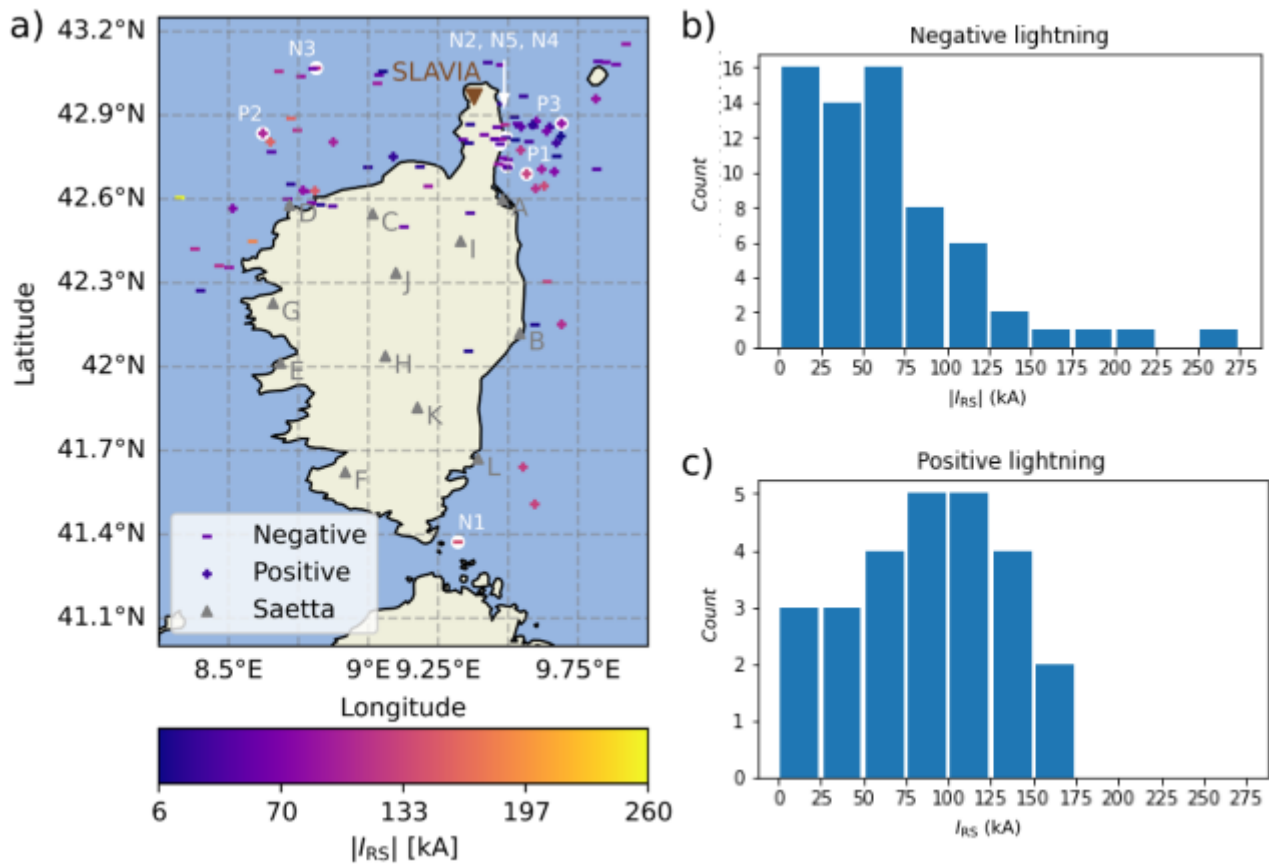 a)
43.2°N
42.9°N
42.6°N
42.3°N
42°N
41.7°N
41.4°N
41.1°N
Latitude
N3
N2, N5, N4
SLAVIA
P2
P3
P1
D
C
A
I
J
G
B
E
H
K
F
L
N1
Negative
Positive
Saetta
8.5°E
9°E
9.25°E
9.75°E
Longitude
6
70
133
197
260
|I_RS| [kA]
b)
Negative lightning
Count
16
14
12
10
8
6
4
2
0
0
25
50
75
100
125
150
175
200
225
250
275
|I_RS| (kA)
c)
Positive lightning
Count
5
4
3
2
1
0
0
25
50
75
100
125
150
175
200
225
250
275
I_RS (kA)